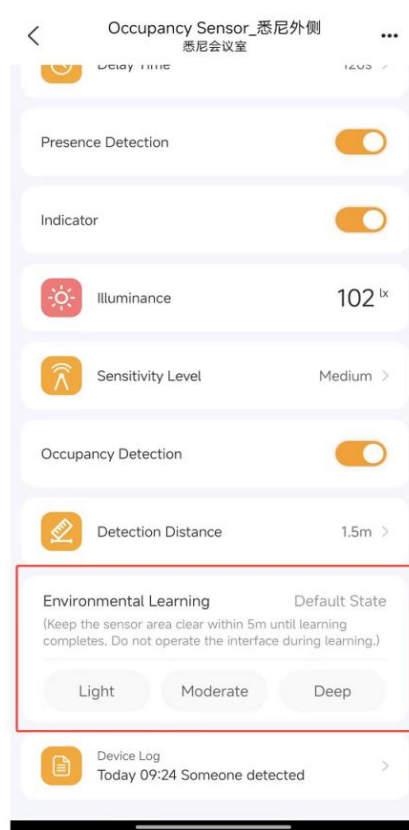 Occupancy Sensor_悉尼外侧
悉尼会议室
Delay Time 120s
Presence Detection
Indicator
Illuminance 102 lx
Sensitivity Level Medium
Occupancy Detection
Detection Distance 1.5m
Environmental Learning Default State
(Keep the sensor area clear within 5m until learning
completes. Do not operate the interface during learning.)
Light Moderate Deep
Device Log
Today 09:24 Someone detected